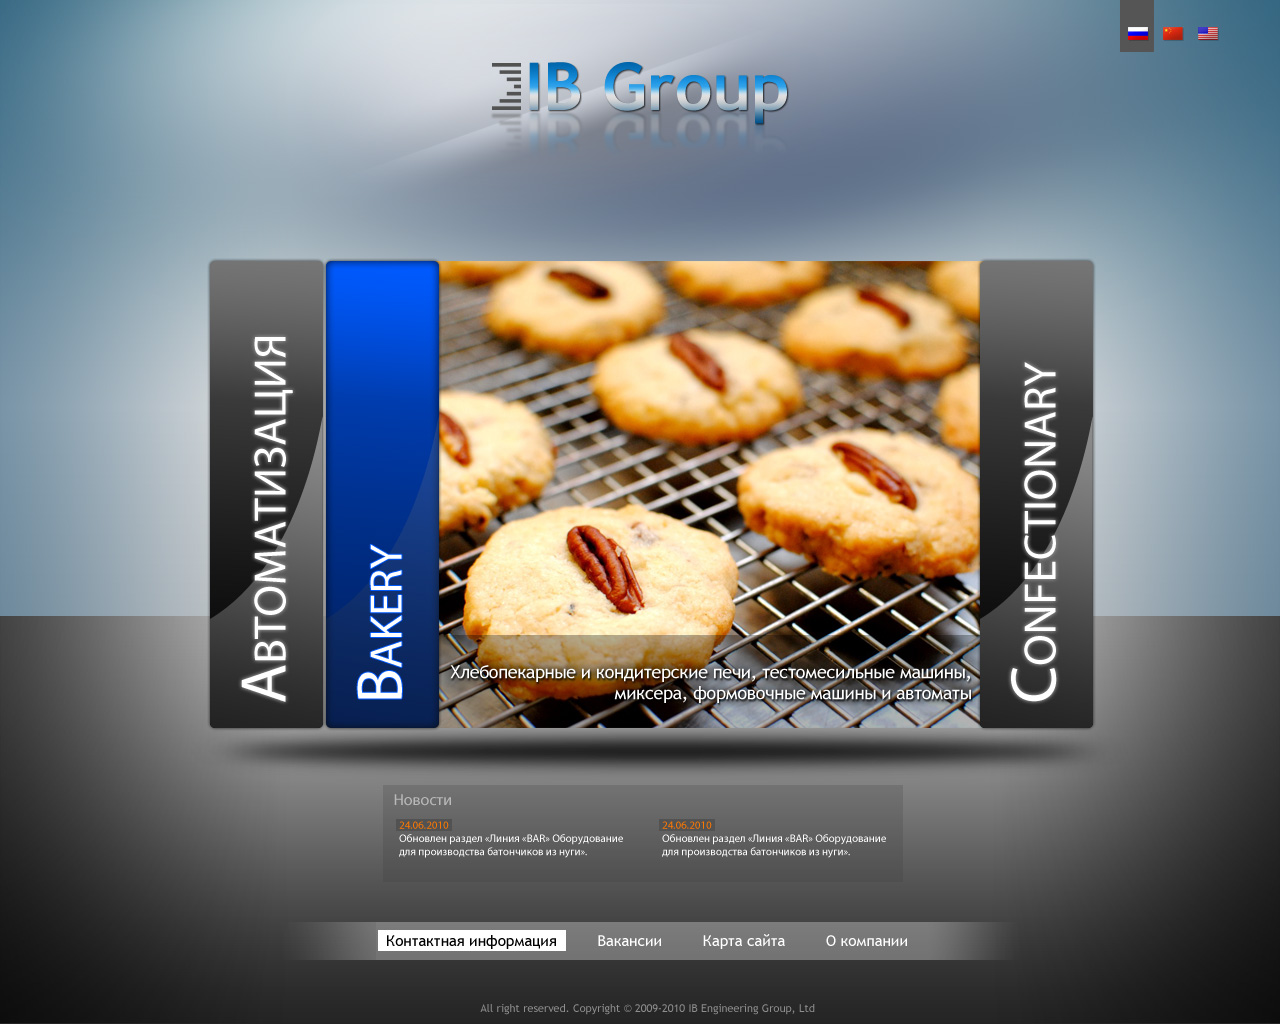 IB Group
Автоматизация
Bakery
Confectionary
Хлебопекарные и кондитерские печи, тестомесильные машины,
миксера, формовочные машины и автоматы
Новости
24.06.2010
Обновлен раздел «Линия «BAR» Оборудование
для производства батончиков из нуги».
24.06.2010
Обновлен раздел «Линия «BAR» Оборудование
для производства батончиков из нуги».
Контактная информация Вакансии Карта сайта О компании
All right reserved. Copyright © 2009-2010 IB Engineering Group, Ltd